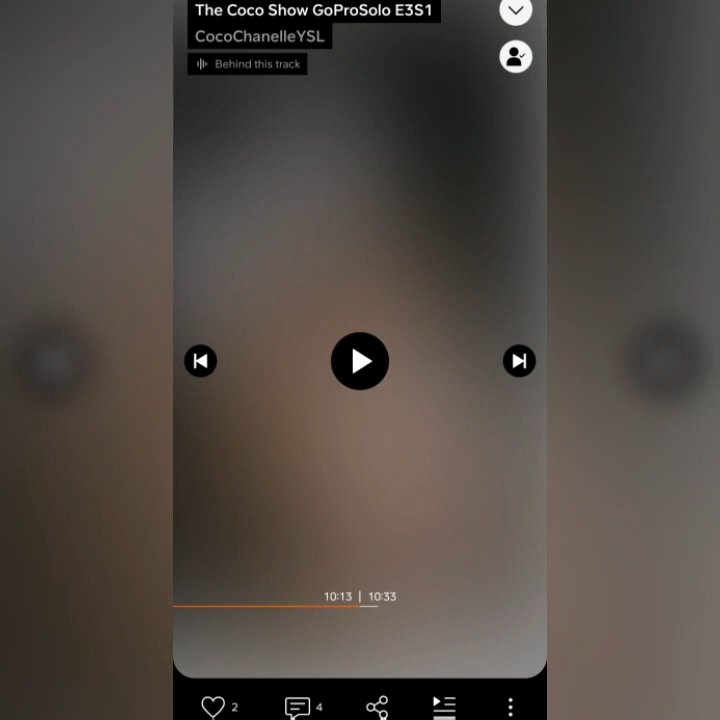 The Coco Show GoProSolo E3S1
CocoChanelleYSL
Behind this track
10:13 | 10:33
2
4